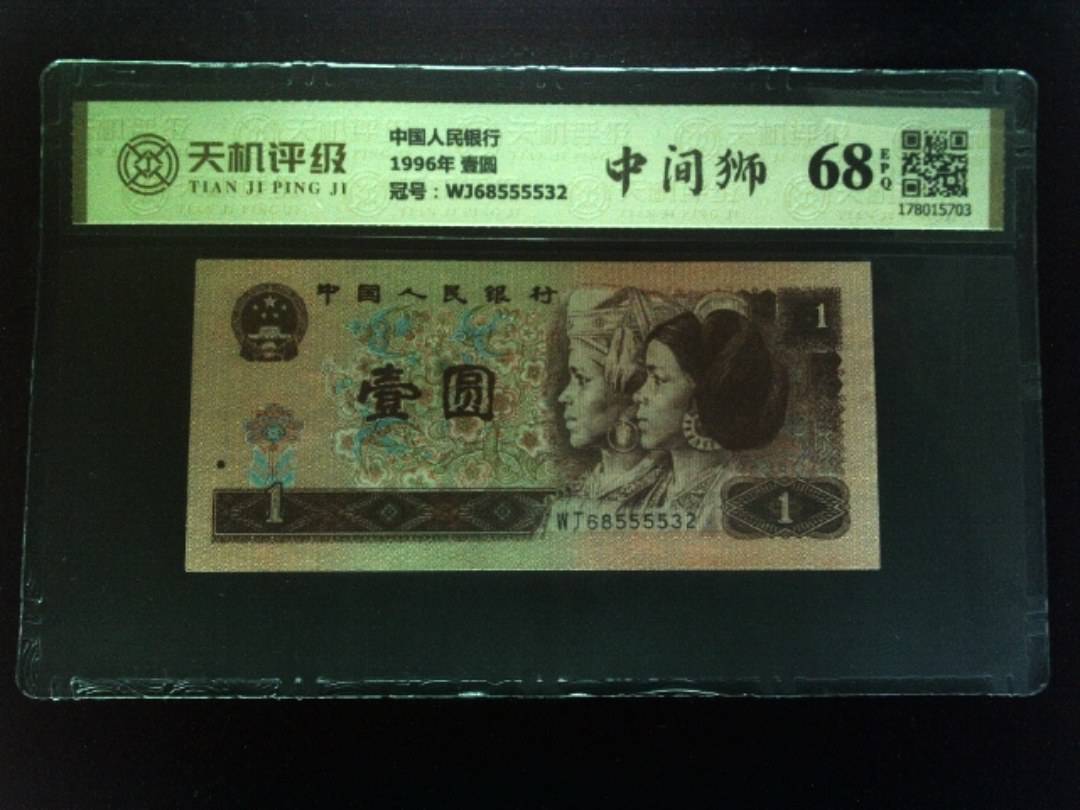 天机评级
TIAN JI PING JI
中国人民银行
1996年 壹圆
冠号：WJ68555532
中间狮
68
EPQ
178015703
中国人民银行
1
壹圆
1
WJ68555532
1